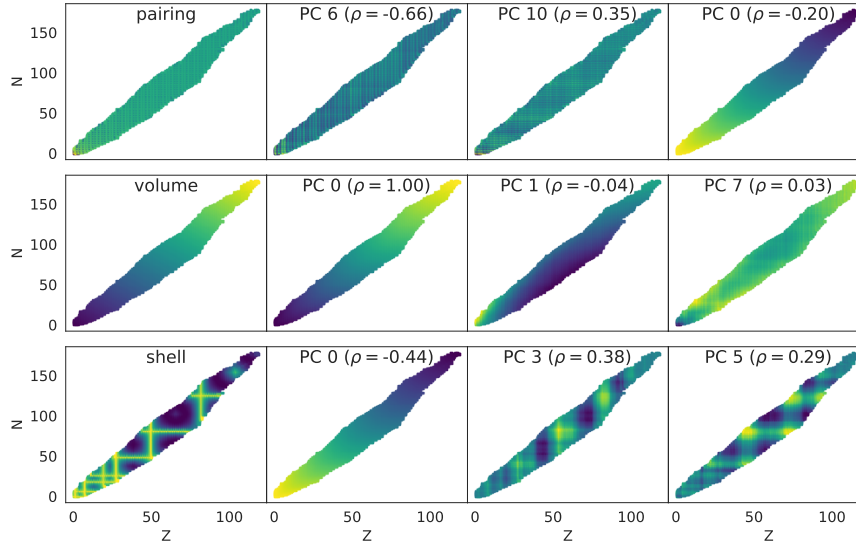 pairing
PC 6 (ρ=-0.66)
PC 10 (ρ=0.35)
PC 0 (ρ=-0.20)
N
150
100
50
0
volume
PC 0 (ρ=1.00)
PC 1 (ρ=-0.04)
PC 7 (ρ=0.03)
N
150
100
50
0
shell
PC 0 (ρ=-0.44)
PC 3 (ρ=0.38)
PC 5 (ρ=0.29)
N
150
100
50
0
0 50 100
0 50 100
0 50 100
0 50 100
Z
Z
Z
Z